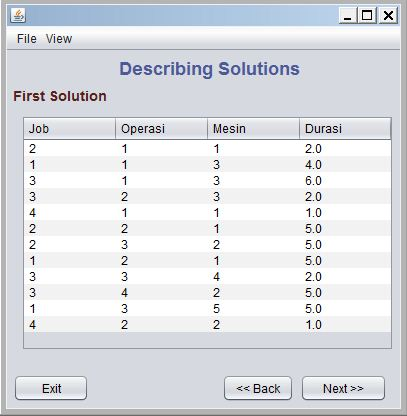 File View
Describing Solutions
First Solution
Job Operasi Mesin Durasi
2 1 1 2.0
1 1 3 4.0
3 1 3 6.0
3 2 3 2.0
4 1 1 1.0
2 2 1 5.0
2 3 2 5.0
1 2 1 5.0
3 3 4 2.0
3 4 2 5.0
1 3 5 5.0
4 2 2 1.0
Exit << Back Next >>